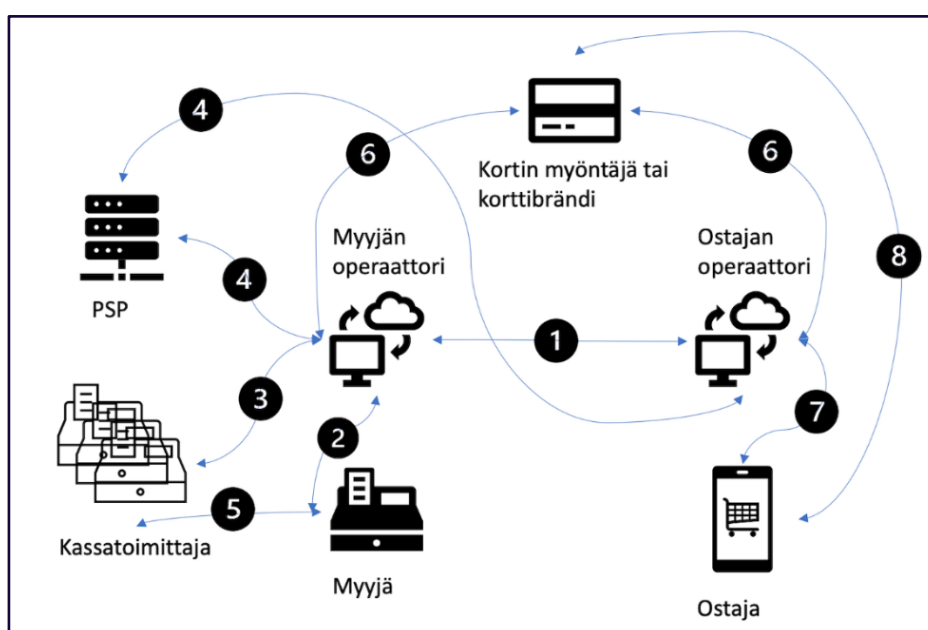 4
6
6
Kortin myöntäjä tai
korttibrändi
Myyjän
operaattori
Ostajan
operaattori
8
4
PSP
1
3
2
7
5
Kassatoimittaja
Myyjä
Ostaja